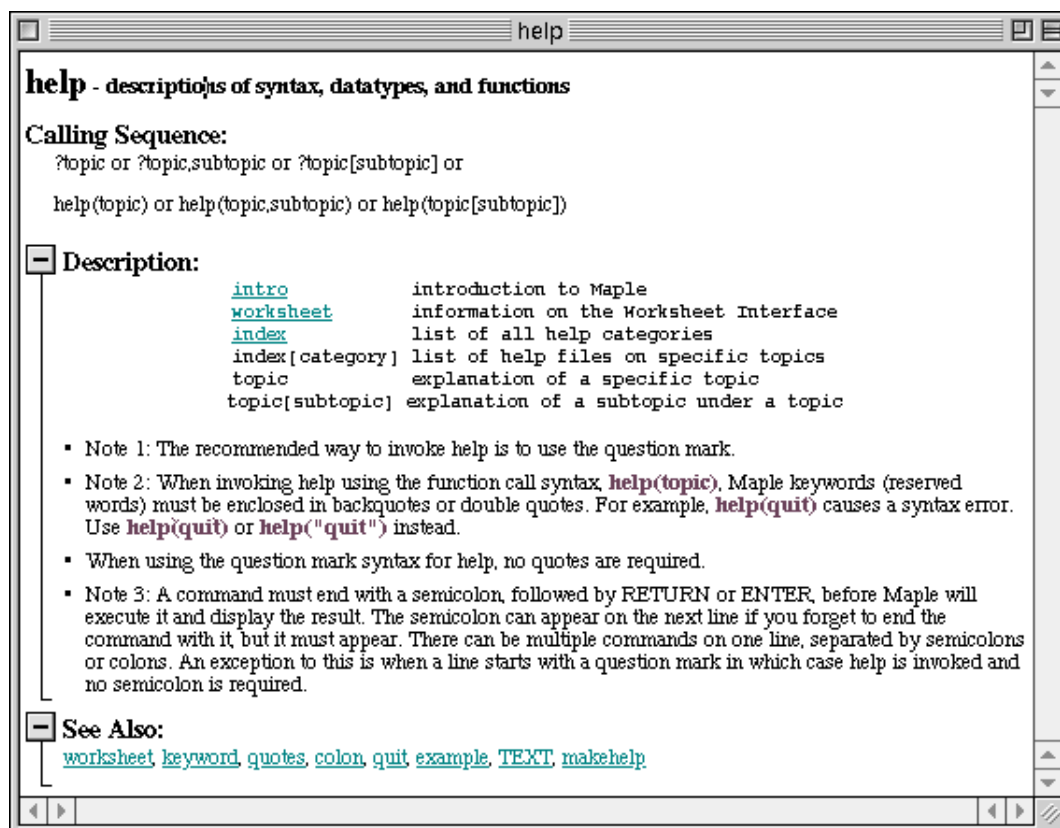 help
help - descriptions of syntax, datatypes, and functions
Calling Sequence:
?topic or ?topic,subtopic or ?topic[subtopic] or
help(topic) or help(topic,subtopic) or help(topic[subtopic])
Description:
intro introduction to Maple
worksheet information on the Worksheet Interface
index list of all help categories
index[category] list of help files on specific topics
topic explanation of a specific topic
topic[subtopic] explanation of a subtopic under a topic
▪ Note 1: The recommended way to invoke help is to use the question mark.
▪ Note 2: When invoking help using the function call syntax, help(topic), Maple keywords (reserved
words) must be enclosed in backquotes or double quotes. For example, help(quit) causes a syntax error.
Use help(`quit`) or help("quit") instead.
▪ When using the question mark syntax for help, no quotes are required.
▪ Note 3: A command must end with a semicolon, followed by RETURN or ENTER, before Maple will
execute it and display the result. The semicolon can appear on the next line if you forget to end the
command with it, but it must appear. There can be multiple commands on one line, separated by semicolons
or colons. An exception to this is when a line starts with a question mark in which case help is invoked and
no semicolon is required.
See Also:
worksheet, keyword, quotes, colon, quit, example, TEXT, makehelp